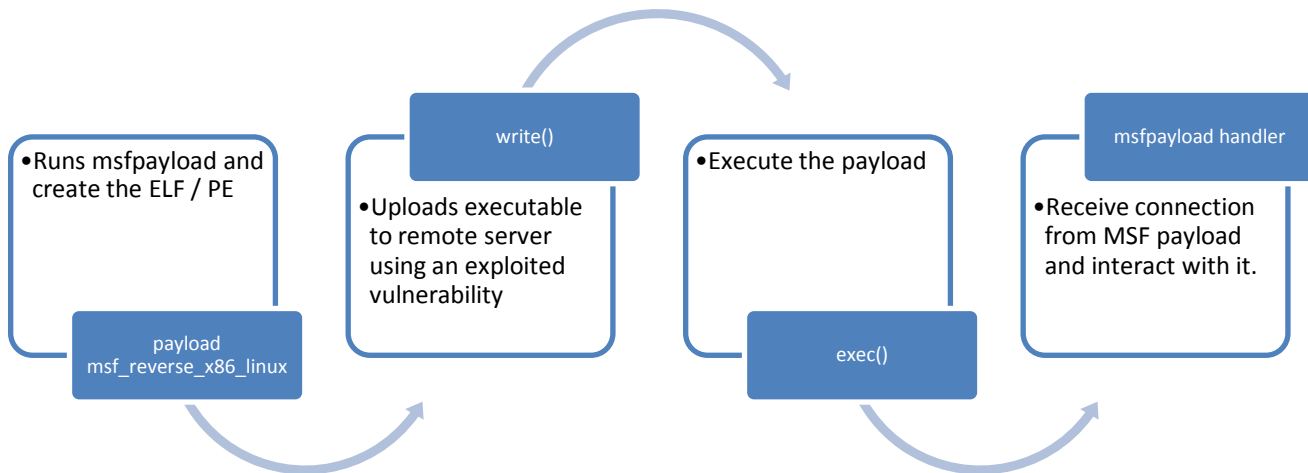 •Runs msfpayload and
create the ELF / PE
payload
msf_reverse_x86_linux
write()
•Uploads executable
to remote server
using an exploited
vulnerability
•Execute the payload
exec()
msfpayload handler
•Receive connection
from MSF payload
and interact with it.